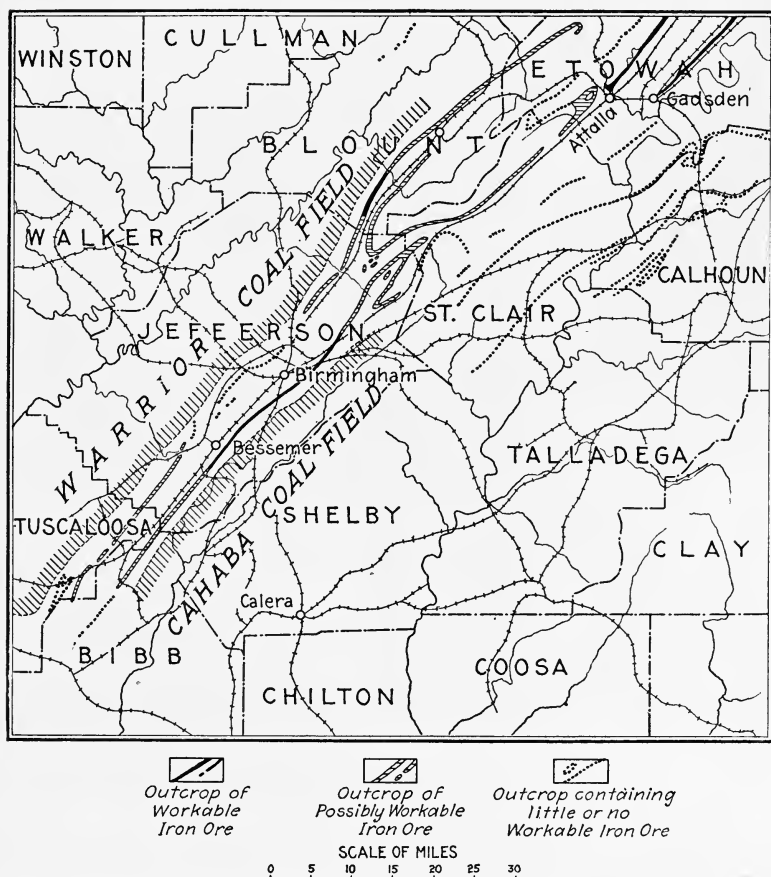 WINSTON
CULLMAN
ETOWAH
Gadsden
Attalla
BLOUNT
WALKER
WARRIOR COAL FIELD
CALHOUN
ST. CLAIR
JEFFERSON
Birmingham
Bessemer
CAHABA COAL FIELD
TALLADEGA
TUSCALOOSA
SHELBY
CLAY
Calera
BIBB
COOSA
CHILTON
Outcrop of
Workable
Iron Ore
Outcrop of
Possibly Workable
Iron Ore
Outcrop containing
little or no
Workable Iron Ore
SCALE OF MILES
0 5 10 15 20 25 30